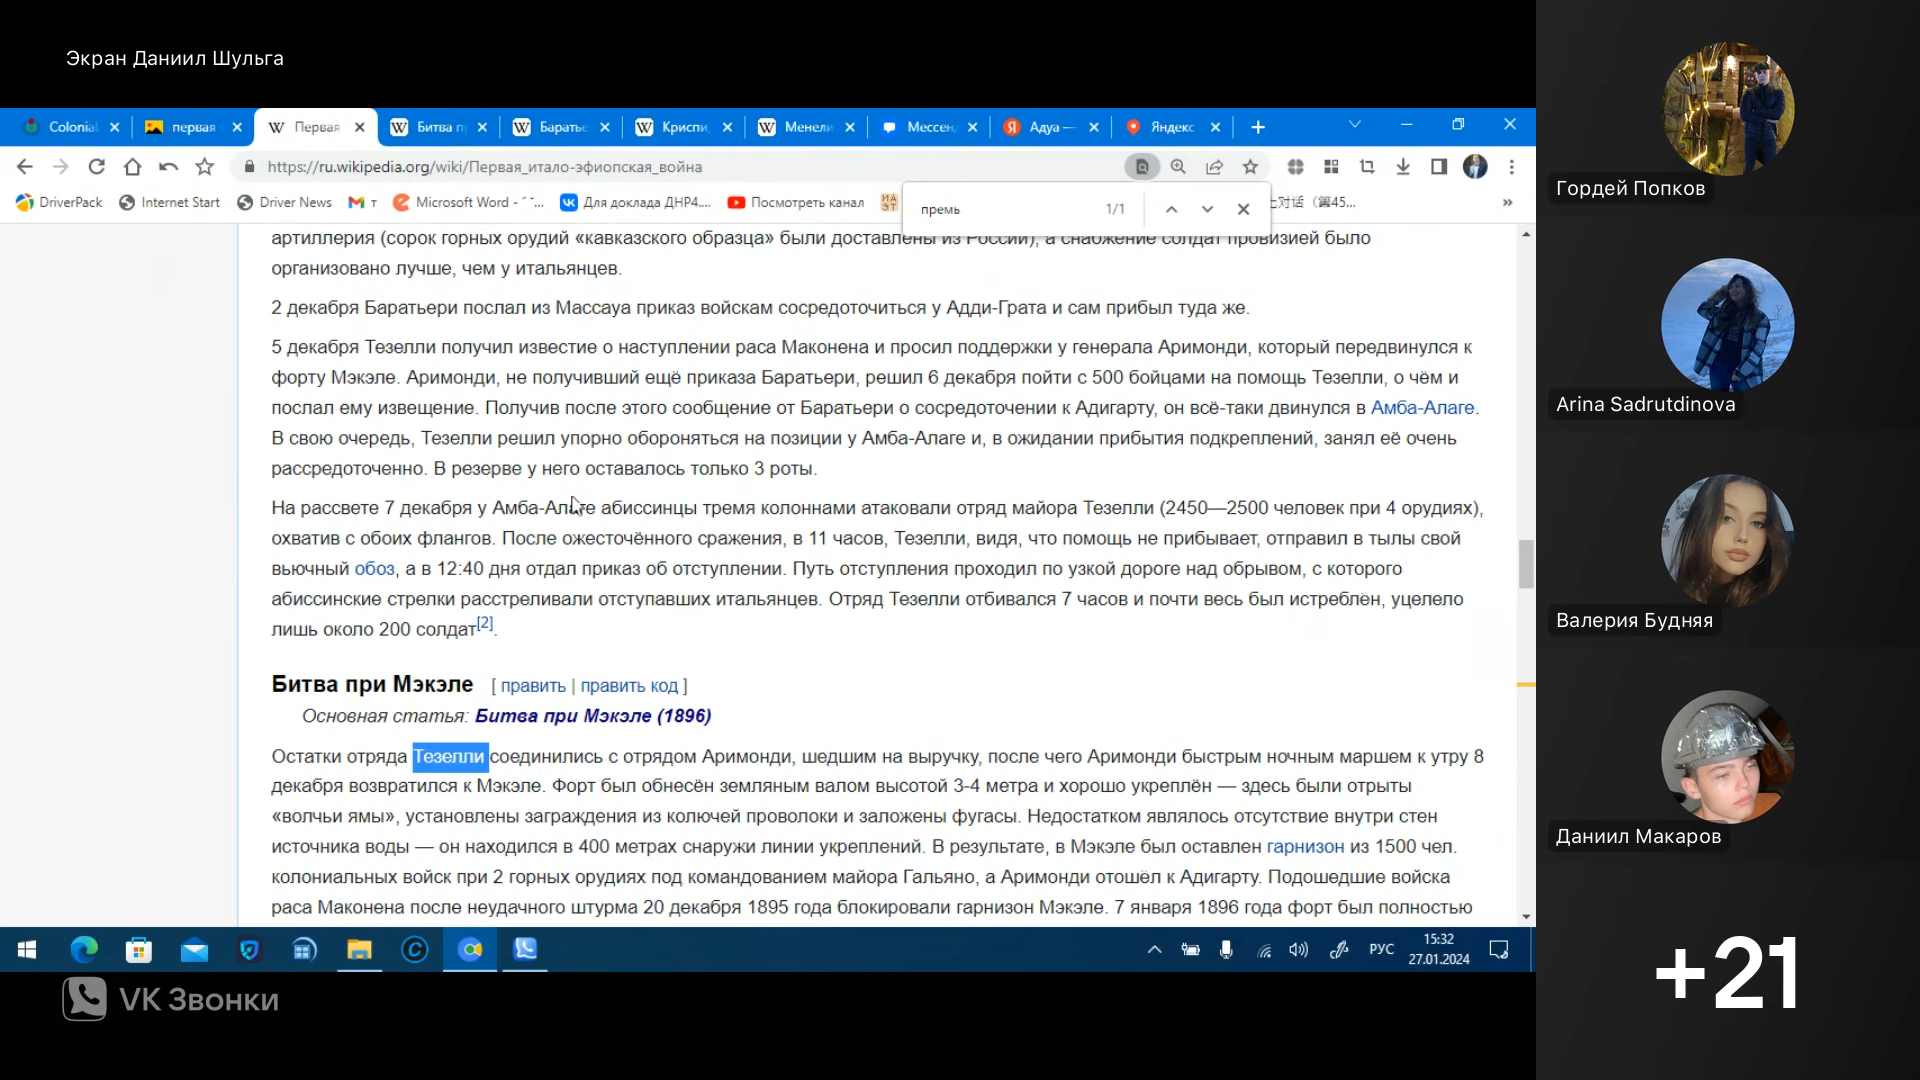 Экран Даниил Шульга
Colonial
первая
Первая
Битва п
Барать
Криспи,
Менели
Мессен
Адуа —
Яндекс
https://ru.wikipedia.org/wiki/Первая_итало-эфиопская_война
DriverPack
Internet Start
Driver News
т
Microsoft Word - ˜ ˘...
Для доклада ДНР4....
Посмотреть канал
七对话（第45...
премь
1/1
артиллерия (сорок горных орудий «кавказского образца» были доставлены из России), а снабжение солдат провизией было
организовано лучше, чем у итальянцев.
2 декабря Баратьери послал из Массауа приказ войскам сосредоточиться у Адди-Грата и сам прибыл туда же.
5 декабря Тезелли получил известие о наступлении раса Маконена и просил поддержки у генерала Аримонди, который передвинулся к
форту Мэкэле. Аримонди, не получивший ещё приказа Баратьери, решил 6 декабря пойти с 500 бойцами на помощь Тезелли, о чём и
послал ему извещение. Получив после этого сообщение от Баратьери о сосредоточении к Адигарту, он всё-таки двинулся в Амба-Алаге.
В свою очередь, Тезелли решил упорно обороняться на позиции у Амба-Алаге и, в ожидании прибытия подкреплений, занял её очень
рассредоточенно. В резерве у него оставалось только 3 роты.
На рассвете 7 декабря у Амба-Алаге абиссинцы тремя колоннами атаковали отряд майора Тезелли (2450—2500 человек при 4 орудиях),
охватив с обоих флангов. После ожесточённого сражения, в 11 часов, Тезелли, видя, что помощь не прибывает, отправил в тылы свой
вьючный обоз, а в 12:40 дня отдал приказ об отступлении. Путь отступления проходил по узкой дороге над обрывом, с которого
абиссинские стрелки расстреливали отступавших итальянцев. Отряд Тезелли отбивался 7 часов и почти весь был истреблён, уцелело
лишь около 200 солдат[2].
Битва при Мэкэле [ править | править код ]
Основная статья: Битва при Мэкэле (1896)
Остатки отряда Тезелли соединились с отрядом Аримонди, шедшим на выручку, после чего Аримонди быстрым ночным маршем к утру 8
декабря возвратился к Мэкэле. Форт был обнесён земляным валом высотой 3-4 метра и хорошо укреплён — здесь были отрыты
«волчьи ямы», установлены заграждения из колючей проволоки и заложены фугасы. Недостатком являлось отсутствие внутри стен
источника воды — он находился в 400 метрах снаружи линии укреплений. В результате, в Мэкэле был оставлен гарнизон из 1500 чел.
колониальных войск при 2 горных орудиях под командованием майора Гальяно, а Аримонди отошёл к Адигарту. Подошедшие войска
раса Маконена после неудачного штурма 20 декабря 1895 года блокировали гарнизон Мэкэле. 7 января 1896 года форт был полностью
РУС
15:32
27.01.2024
VK Звонки
Гордей Попков
Arina Sadrutdinova
Валерия Будняя
Даниил Макаров
+21